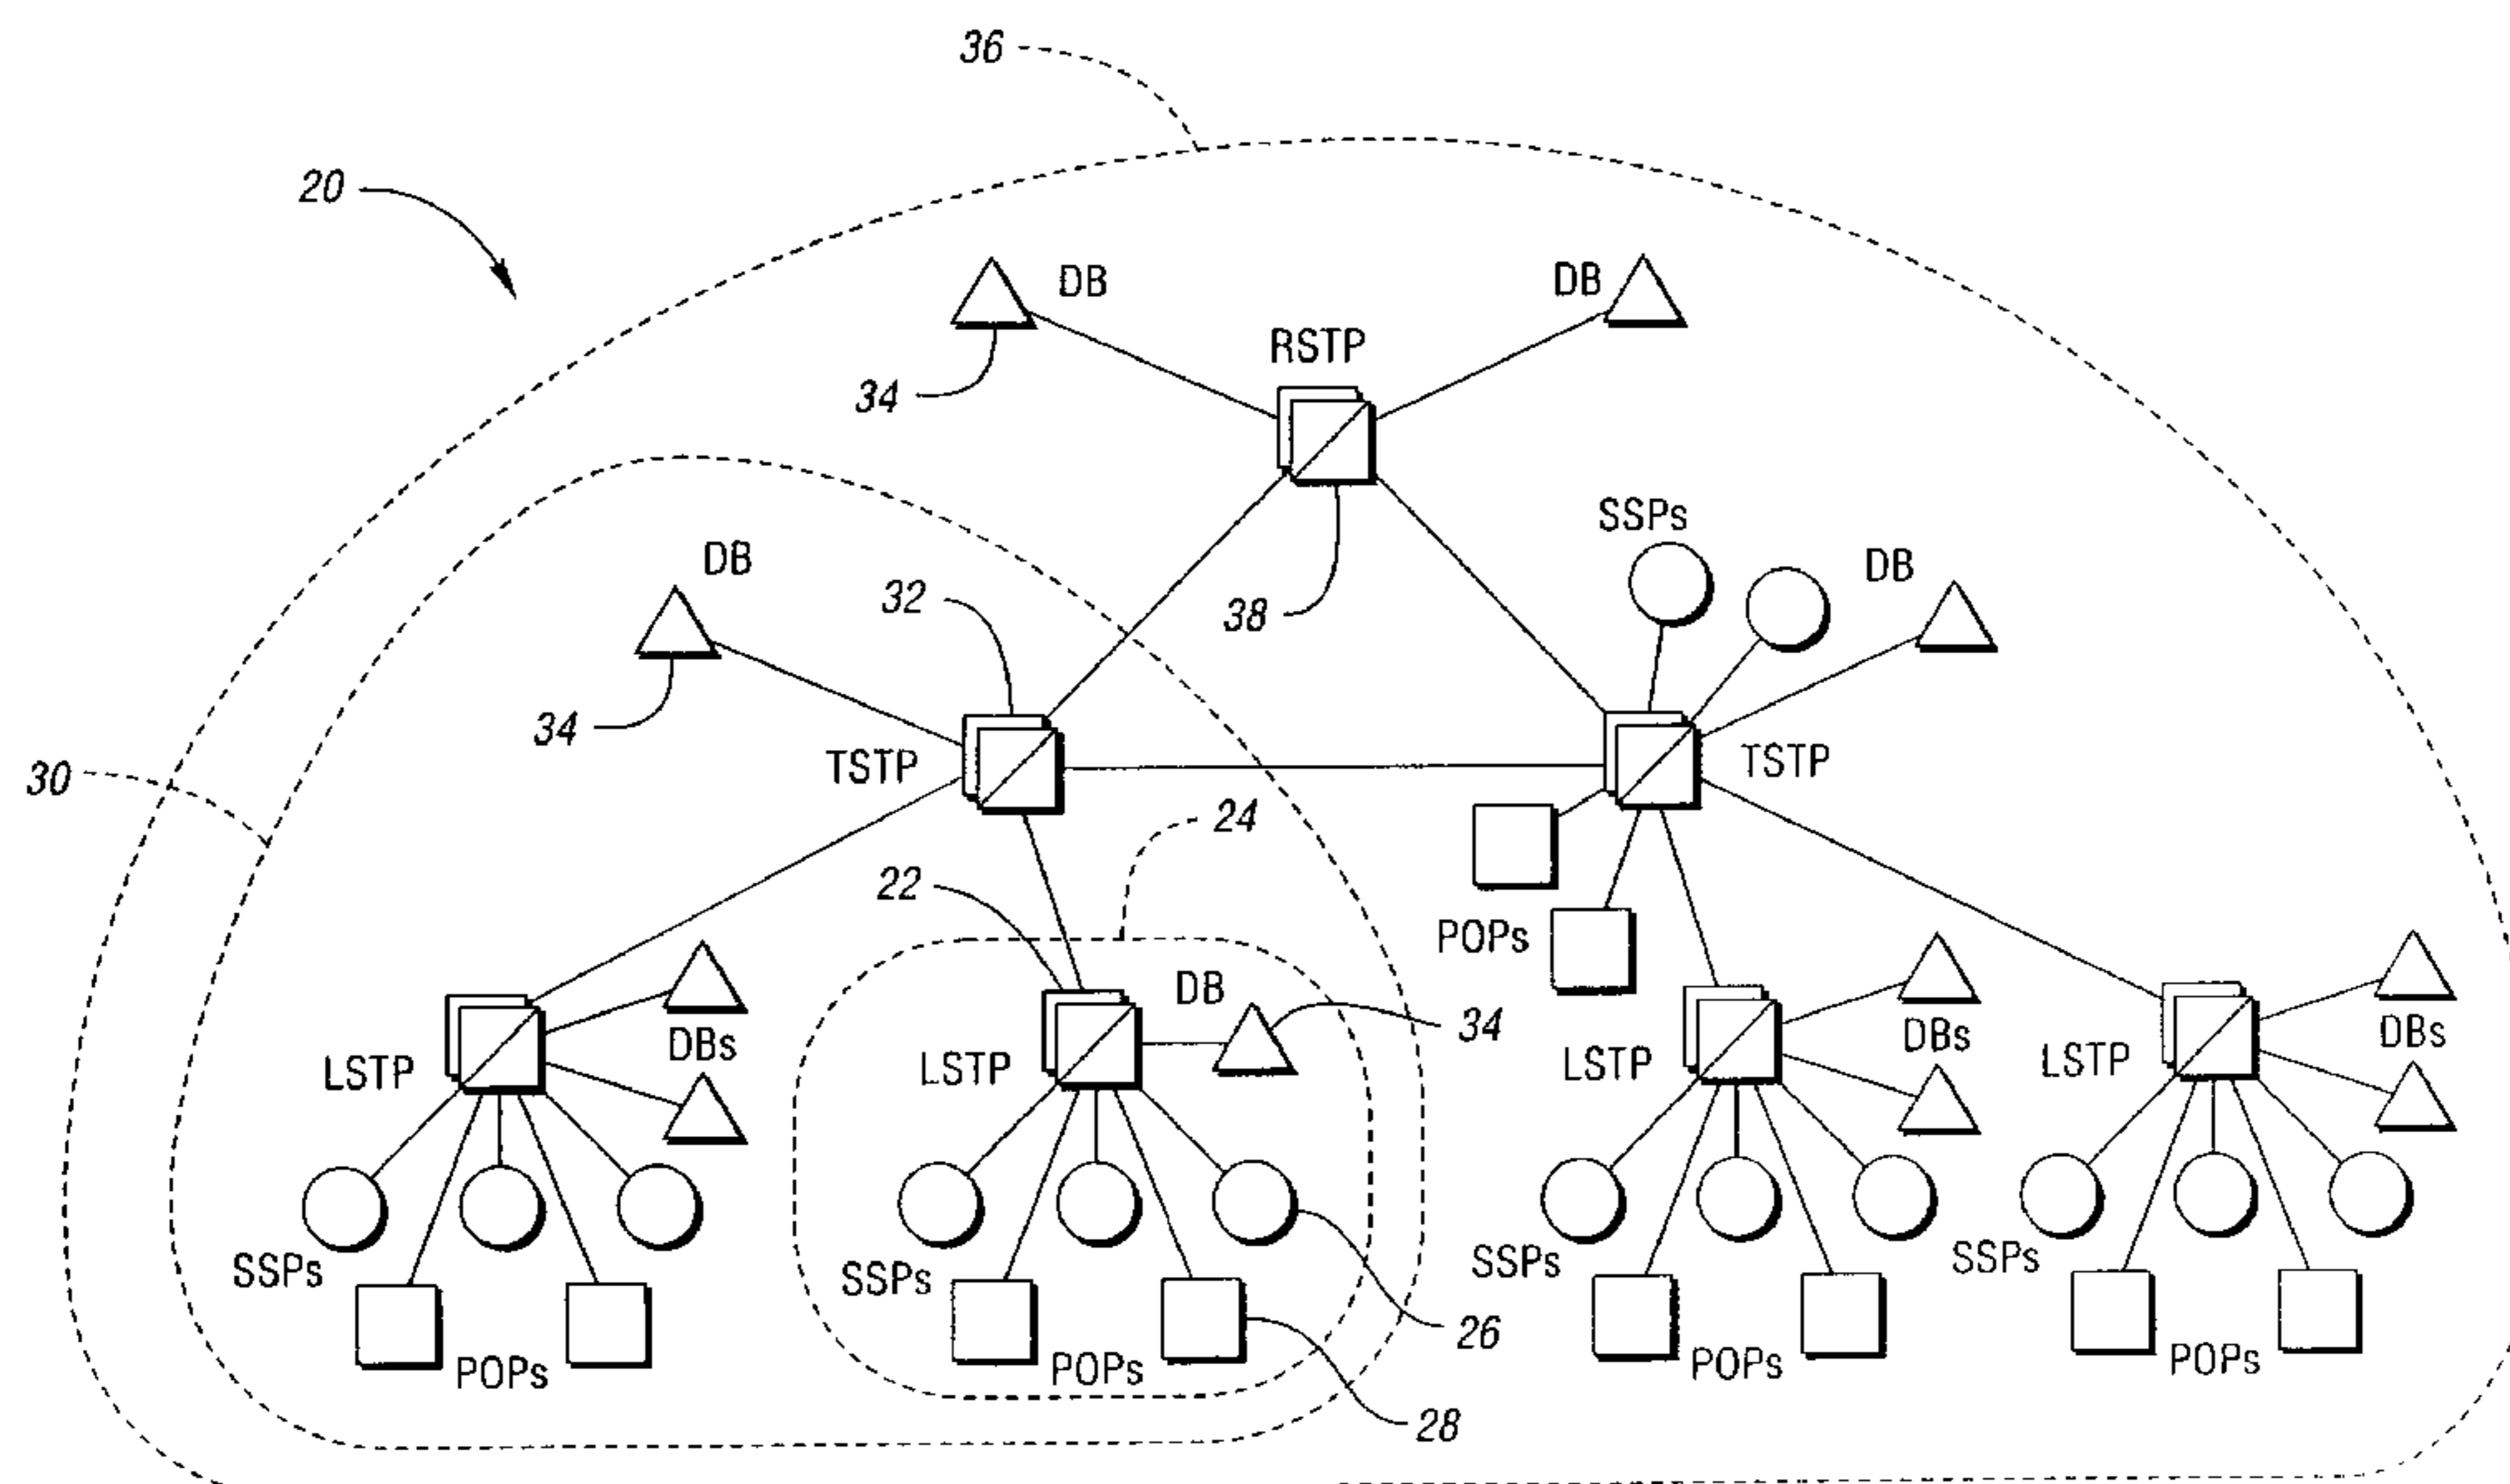 36
20
DB
DB
RSTP
34
SSPs
DB
DB
32
38
34
TSTP
TSTP
30
24
22
POPs
DB
34
DBs
DBs
DBs
LSTP
LSTP
LSTP
LSTP
SSPs
SSPs
SSPs
SSPs
26
POPs
POPs
POPs
POPs
28